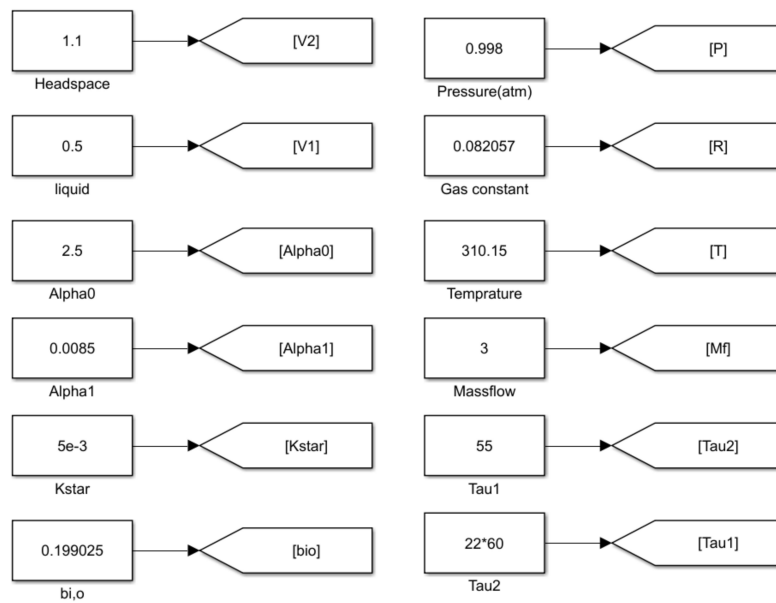 1.1
[V2]
Headspace
0.5
[V1]
liquid
2.5
[Alpha0]
Alpha0
0.0085
[Alpha1]
Alpha1
5e-3
[Kstar]
Kstar
0.199025
[bio]
bi,o
0.998
[P]
Pressure(atm)
0.082057
[R]
Gas constant
310.15
[T]
Temprature
3
[Mf]
Massflow
55
[Tau2]
Tau1
22*60
[Tau1]
Tau2